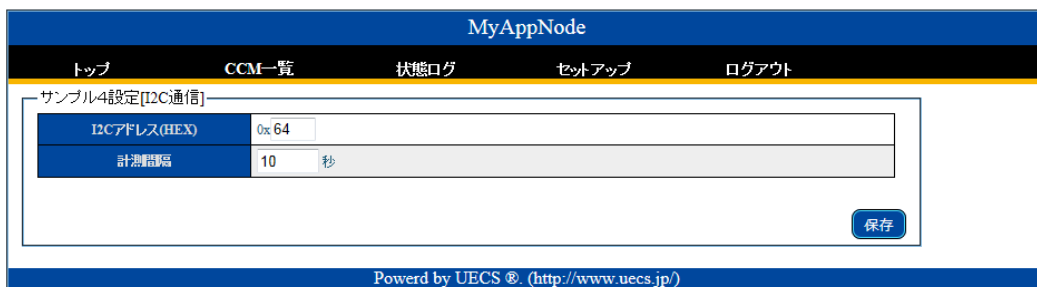 MyAppNode
トップ CCM一覧 状態ログ セットアップ ログアウト
サンプル4設定[I2C通信]
I2Cアドレス(HEX) 0x 64
計測間隔 10 秒
保存
Powerd by UECS ®. (http://www.uecs.jp/)